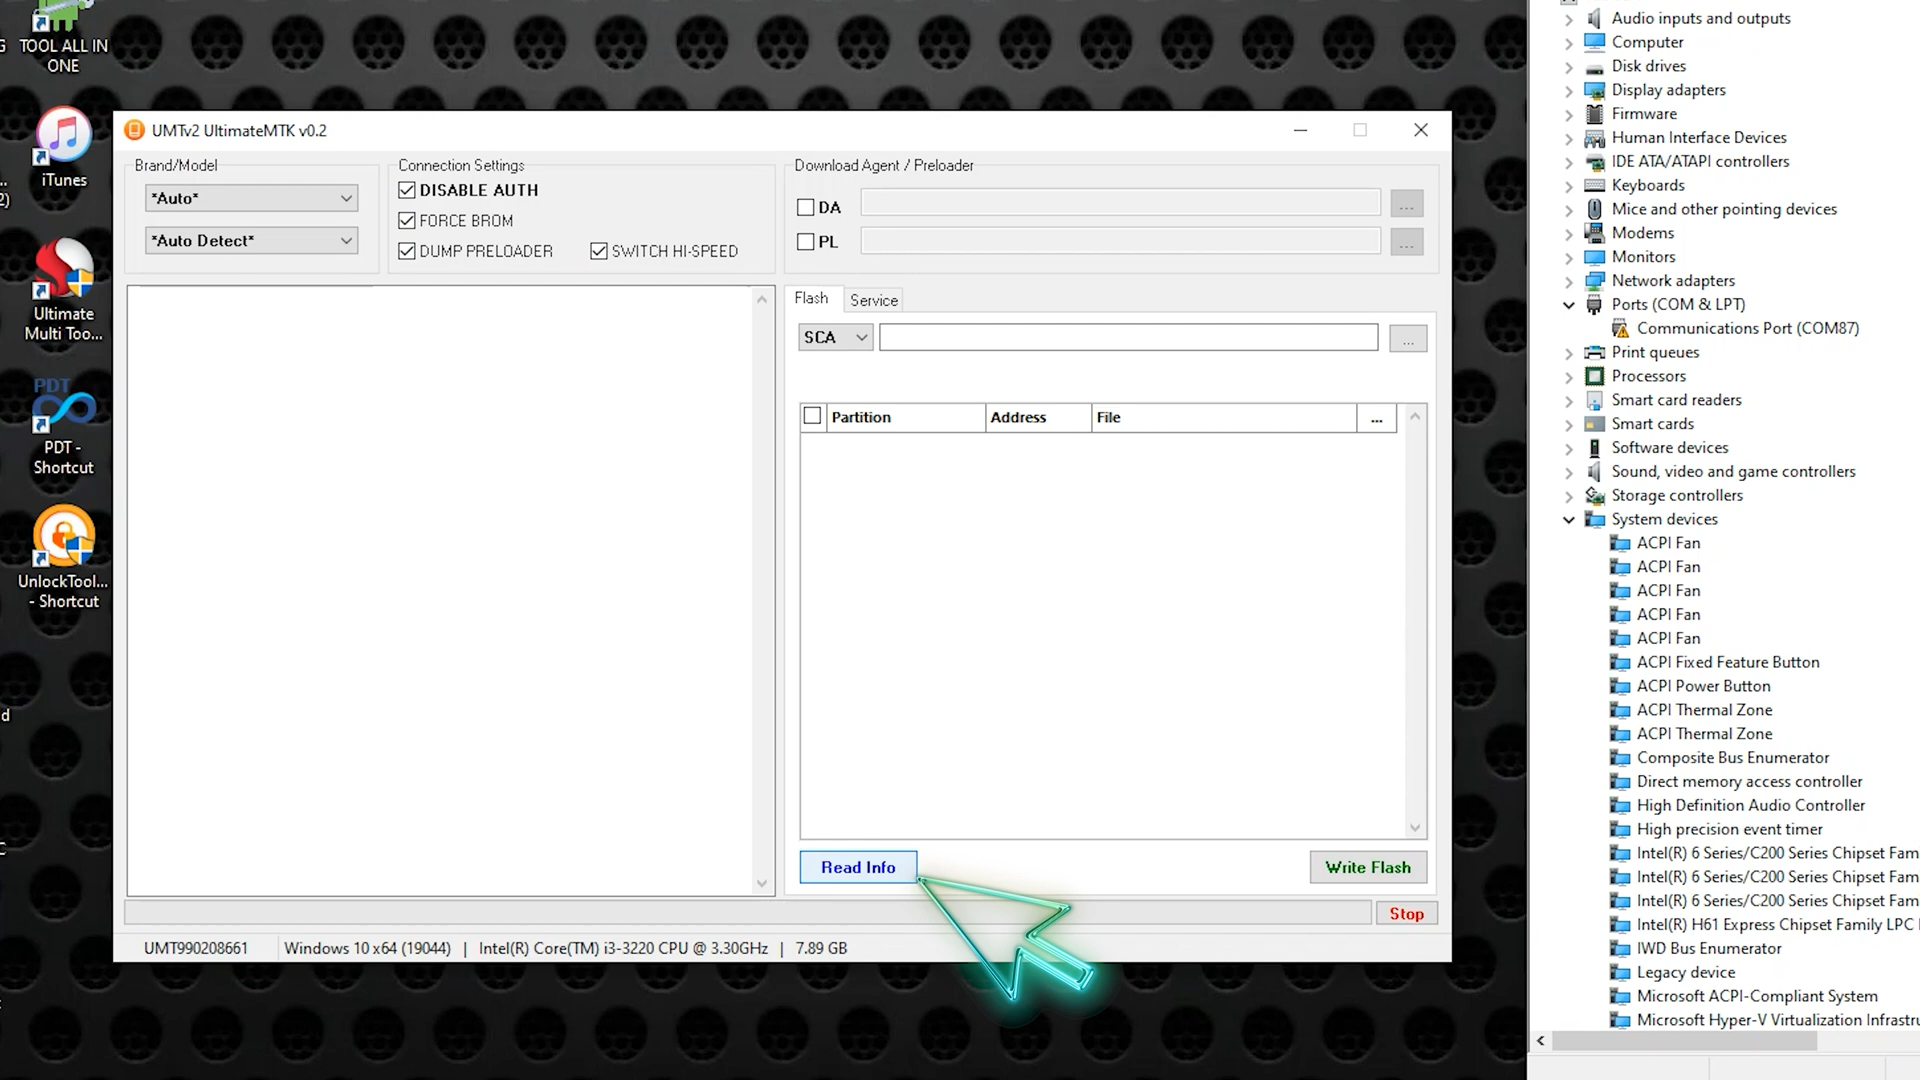 TOOL ALL IN
ONE
iTunes
Ultimate
Multi Too...
PDT
PDT -
Shortcut
UnlockTool...
- Shortcut
UMTv2 UltimateMTK v0.2
Brand/Model
*Auto*
*Auto Detect*
Connection Settings
DISABLE AUTH
FORCE BROM
DUMP PRELOADER
SWITCH HI-SPEED
Download Agent / Preloader
DA
...
PL
...
Flash
Service
SCA
...
Partition
Address
File
...
Read Info
Write Flash
Stop
UMT990208661
Windows 10 x64 (19044) | Intel(R) Core(TM) i3-3220 CPU @ 3.30GHz | 7.89 GB
Audio inputs and outputs
Computer
Disk drives
Display adapters
Firmware
Human Interface Devices
IDE ATA/ATAPI controllers
Keyboards
Mice and other pointing devices
Modems
Monitors
Network adapters
Ports (COM & LPT)
Communications Port (COM87)
Print queues
Processors
Smart card readers
Smart cards
Software devices
Sound, video and game controllers
Storage controllers
System devices
ACPI Fan
ACPI Fan
ACPI Fan
ACPI Fan
ACPI Fan
ACPI Fixed Feature Button
ACPI Power Button
ACPI Thermal Zone
ACPI Thermal Zone
Composite Bus Enumerator
Direct memory access controller
High Definition Audio Controller
High precision event timer
Intel(R) 6 Series/C200 Series Chipset Fam
Intel(R) 6 Series/C200 Series Chipset Fam
Intel(R) 6 Series/C200 Series Chipset Fam
Intel(R) H61 Express Chipset Family LPC
IWD Bus Enumerator
Legacy device
Microsoft ACPI-Compliant System
Microsoft Hyper-V Virtualization Infrastru